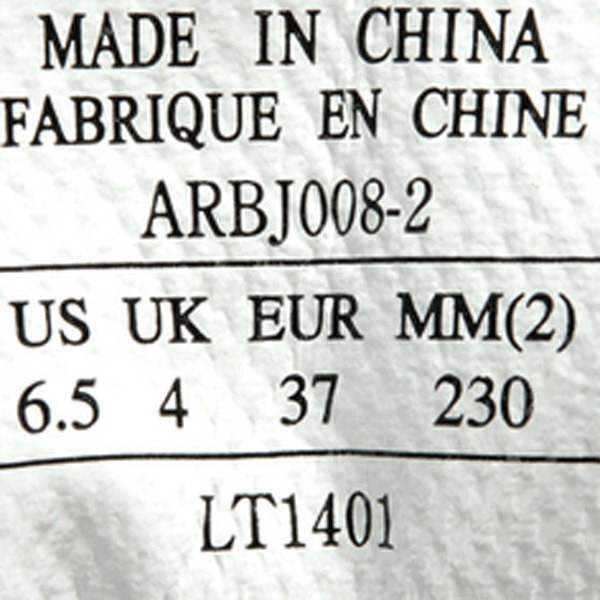 MADE IN CHINA
FABRIQUE EN CHINE
ARBJ008-2
US UK EUR MM(2)
6.5 4 37 230
LT1401